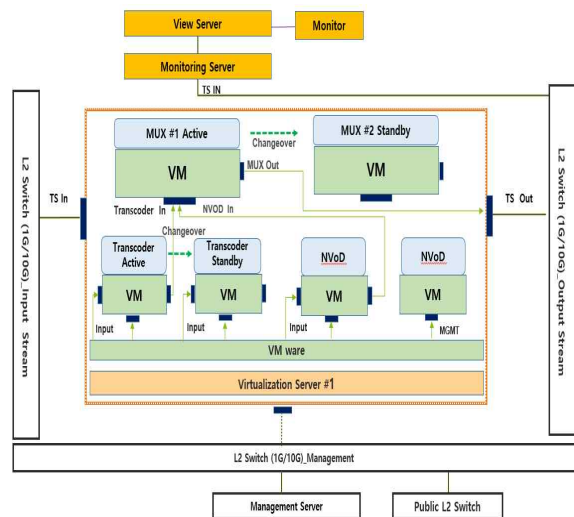 View Server
Monitor
Monitoring Server
TS IN
L2 Switch (1G/10G)_Input Stream
MUX #1 Active
VM
Changeover
MUX Out
MUX #2 Standby
VM
TS In
TS Out
Transcoder In
NVOD In
Changeover
Transcoder
Active
VM
Transcoder
Standby
VM
NVoD
VM
NVoD
VM
Input
Input
Input
MGMT
VM ware
Virtualization Server #1
L2 Switch (1G/10G)_Output Stream
L2 Switch (1G/10G)_Management
Management Server
Public L2 Switch